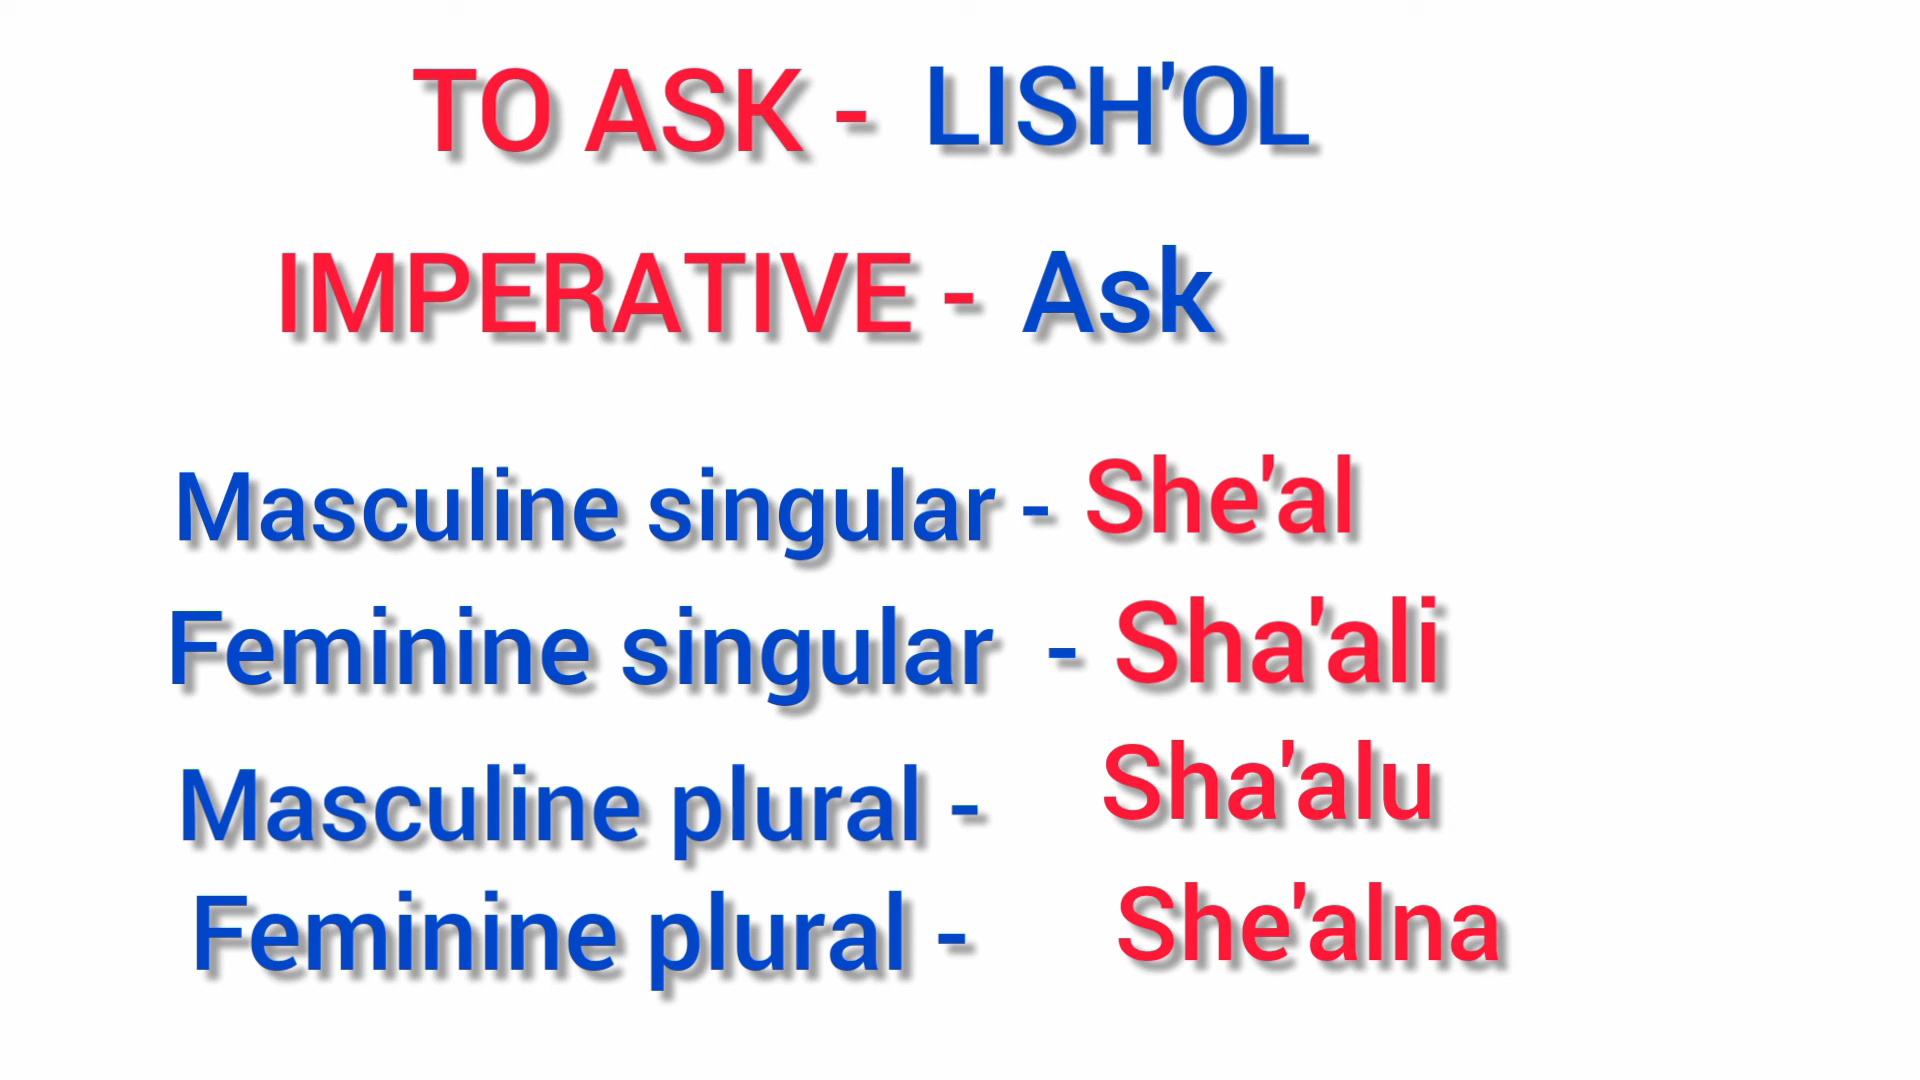 TO ASK - LISH'OL
IMPERATIVE - Ask
Masculine singular - She'al
Feminine singular - Sha'ali
Masculine plural - Sha'alu
Feminine plural - She'alna